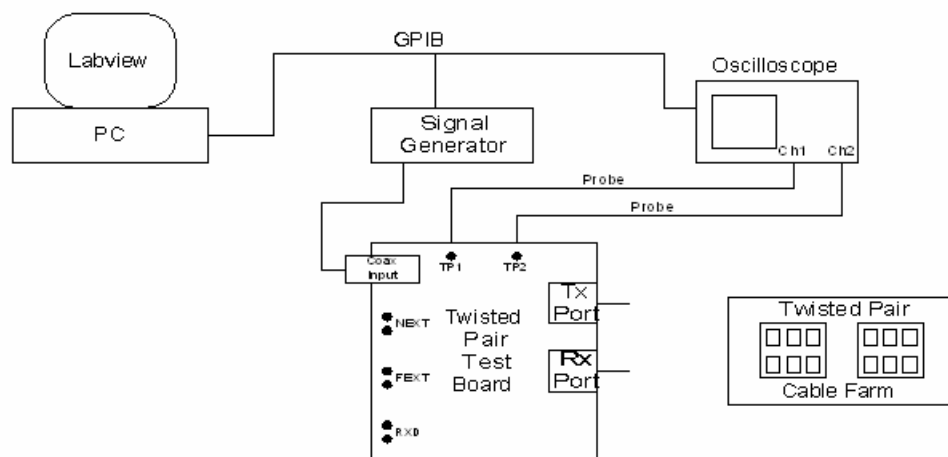 GPIB
Labview
Oscilloscope
PC
Signal
Generator
Ch1 Ch2
Probe
Probe
Coax
Input
TP1 TP2
Tx
Port
NEXT
Twisted
Pair
Test
Board
Rx
Port
FEXT
RXD
Twisted Pair
Cable Farm